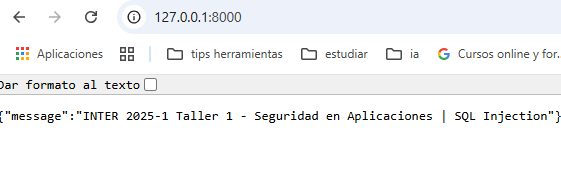 127.0.0.1:8000
Aplicaciones tips herramientas estudiar ia Cursos online y for...
Dar formato al texto
{"message":"INTER 2025-1 Taller 1 - Seguridad en Aplicaciones | SQL Injection"}